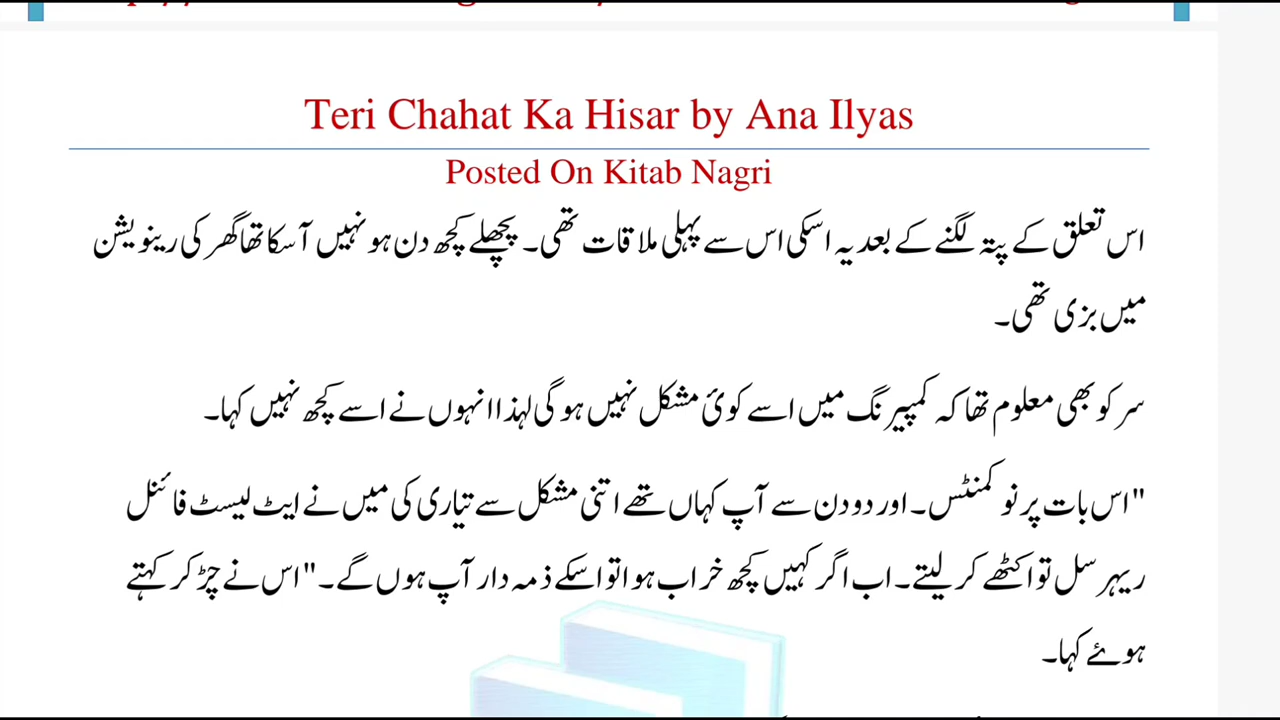 Teri Chahat Ka Hisar by Ana Ilyas
Posted On Kitab Nagri
اس تعلق کے پتہ لگنے کے بعد یہ اسکی اس سے پہلی ملاقات تھی۔ پچھلے کچھ دن ہو نہیں آسکا تھا گھر کی رینویشن
میں بزی تھی۔
سر کو بھی معلوم تھا کہ کمپیرنگ میں اسے کوئ مشکل نہیں ہو گی لہذا انہوں نے اسے کچھ نہیں کہا۔
"اس بات پر نو کمنٹس۔ اور دو دن سے آپ کہاں تھے اتنی مشکل سے تیاری کی میں نے ایٹ لیسٹ فائنل
ریہرسل تو اکٹھے کر لیتے۔ اب اگر کہیں کچھ خراب ہوا تو اسکے ذمہ دار آپ ہوں گے۔" اس نے چڑ کر کہتے
ہوئے کہا۔